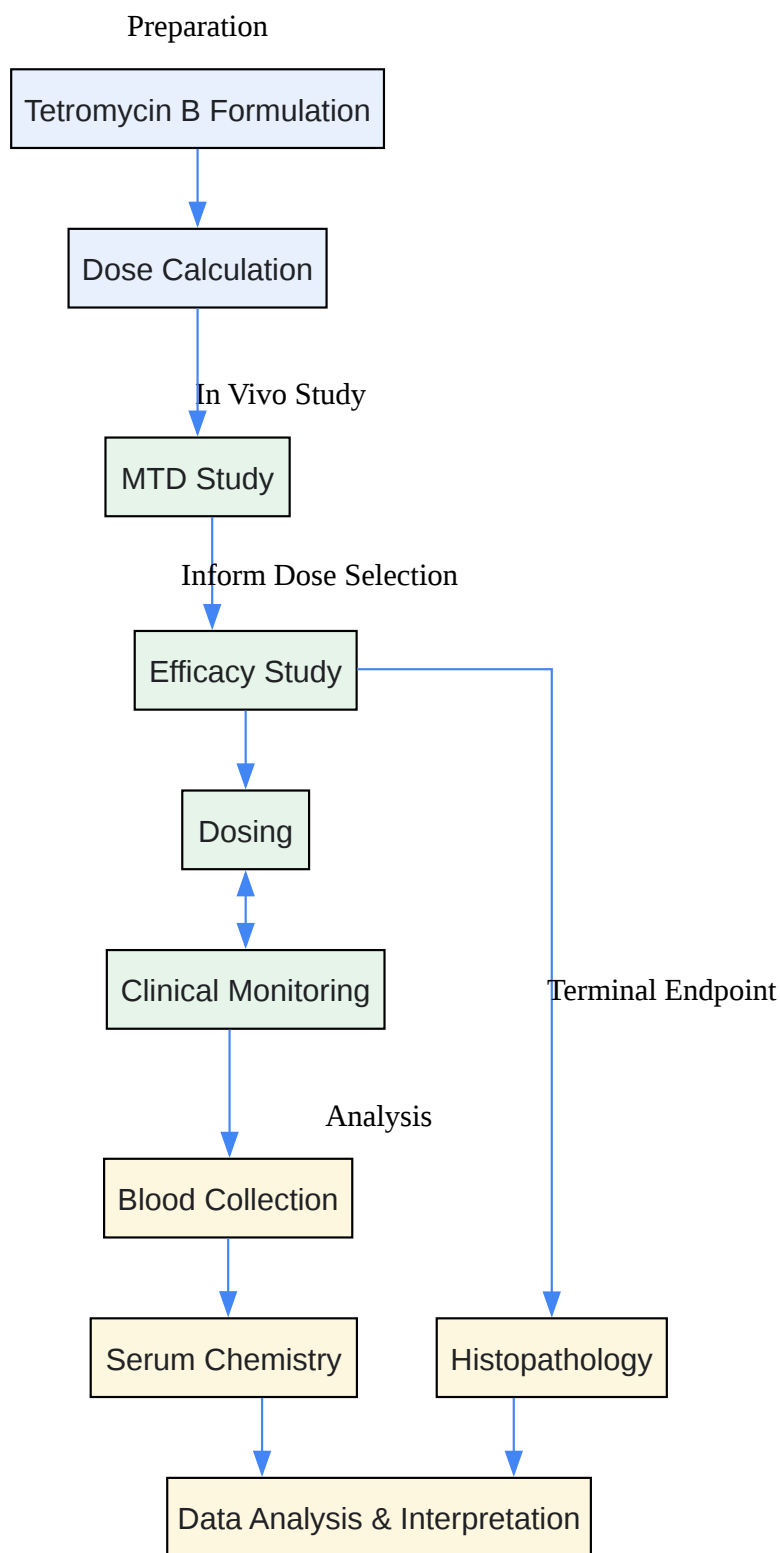 Preparation
Tetromycin B Formulation
Dose Calculation
In Vivo Study
MTD Study
Inform Dose Selection
Efficacy Study
Dosing
Clinical Monitoring
Terminal Endpoint
Analysis
Blood Collection
Serum Chemistry
Histopathology
Data Analysis & Interpretation